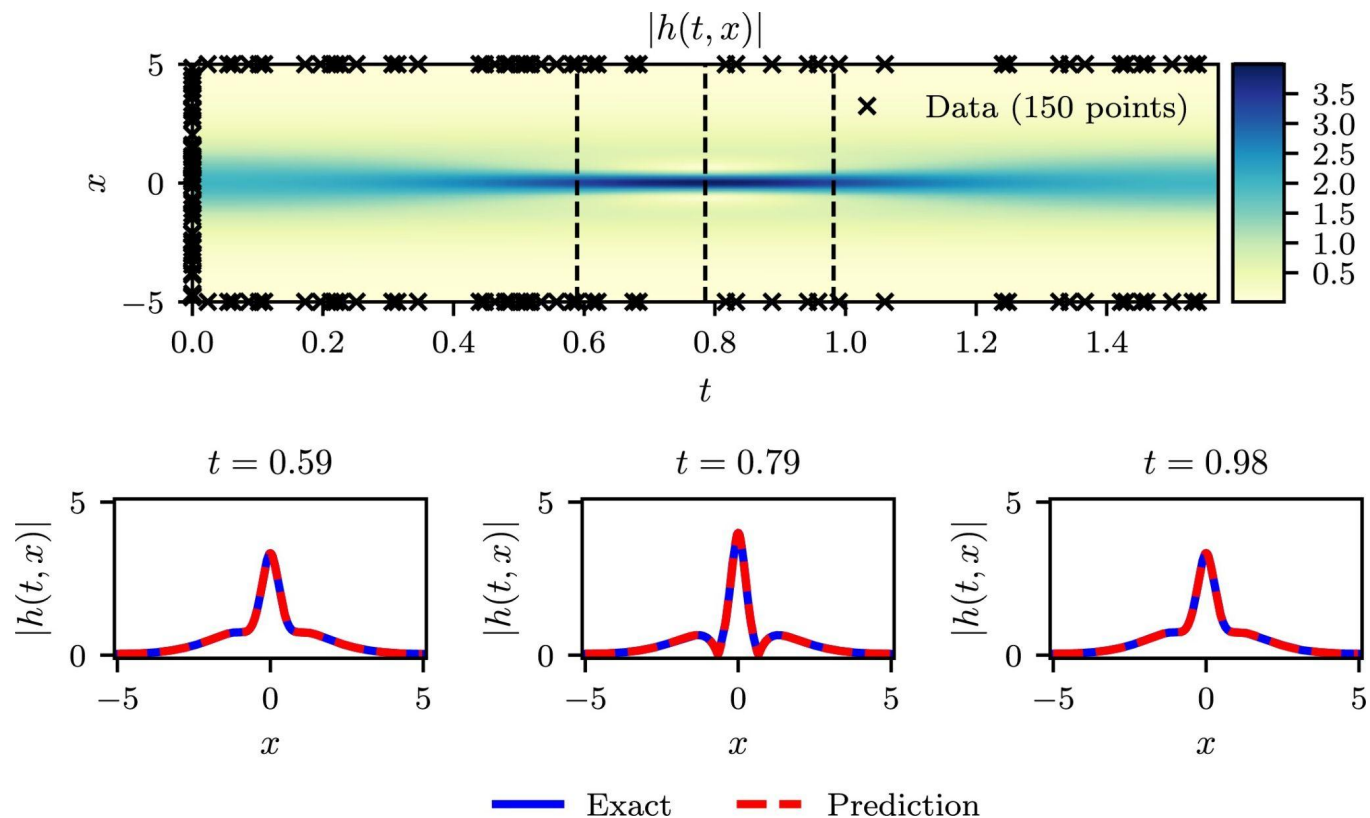 |h(t, x)|
5
0
−5
x
× Data (150 points)
3.5
3.0
2.5
2.0
1.5
1.0
0.5
0.0 0.2 0.4 0.6 0.8 1.0 1.2 1.4
t
t = 0.59
5
0
|h(t, x)|
−5 0 5
x
t = 0.79
5
0
|h(t, x)|
−5 0 5
x
t = 0.98
5
0
|h(t, x)|
−5 0 5
x
Exact Prediction